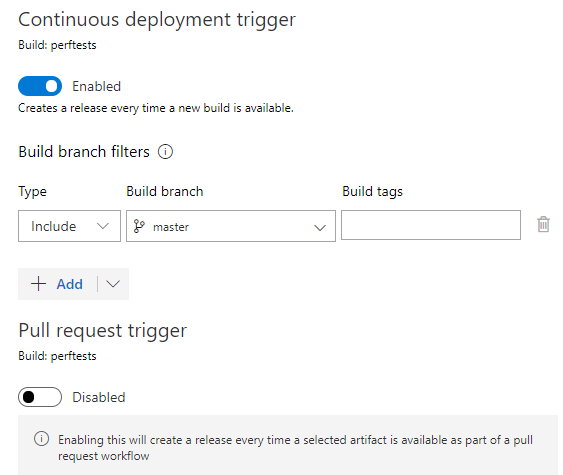 Continuous deployment trigger
Build: perftests
Enabled
Creates a release every time a new build is available.
Build branch filters
Type Build branch Build tags
Include master
Add
Pull request trigger
Build: perftests
Disabled
Enabling this will create a release every time a selected artifact is available as part of a pull
request workflow